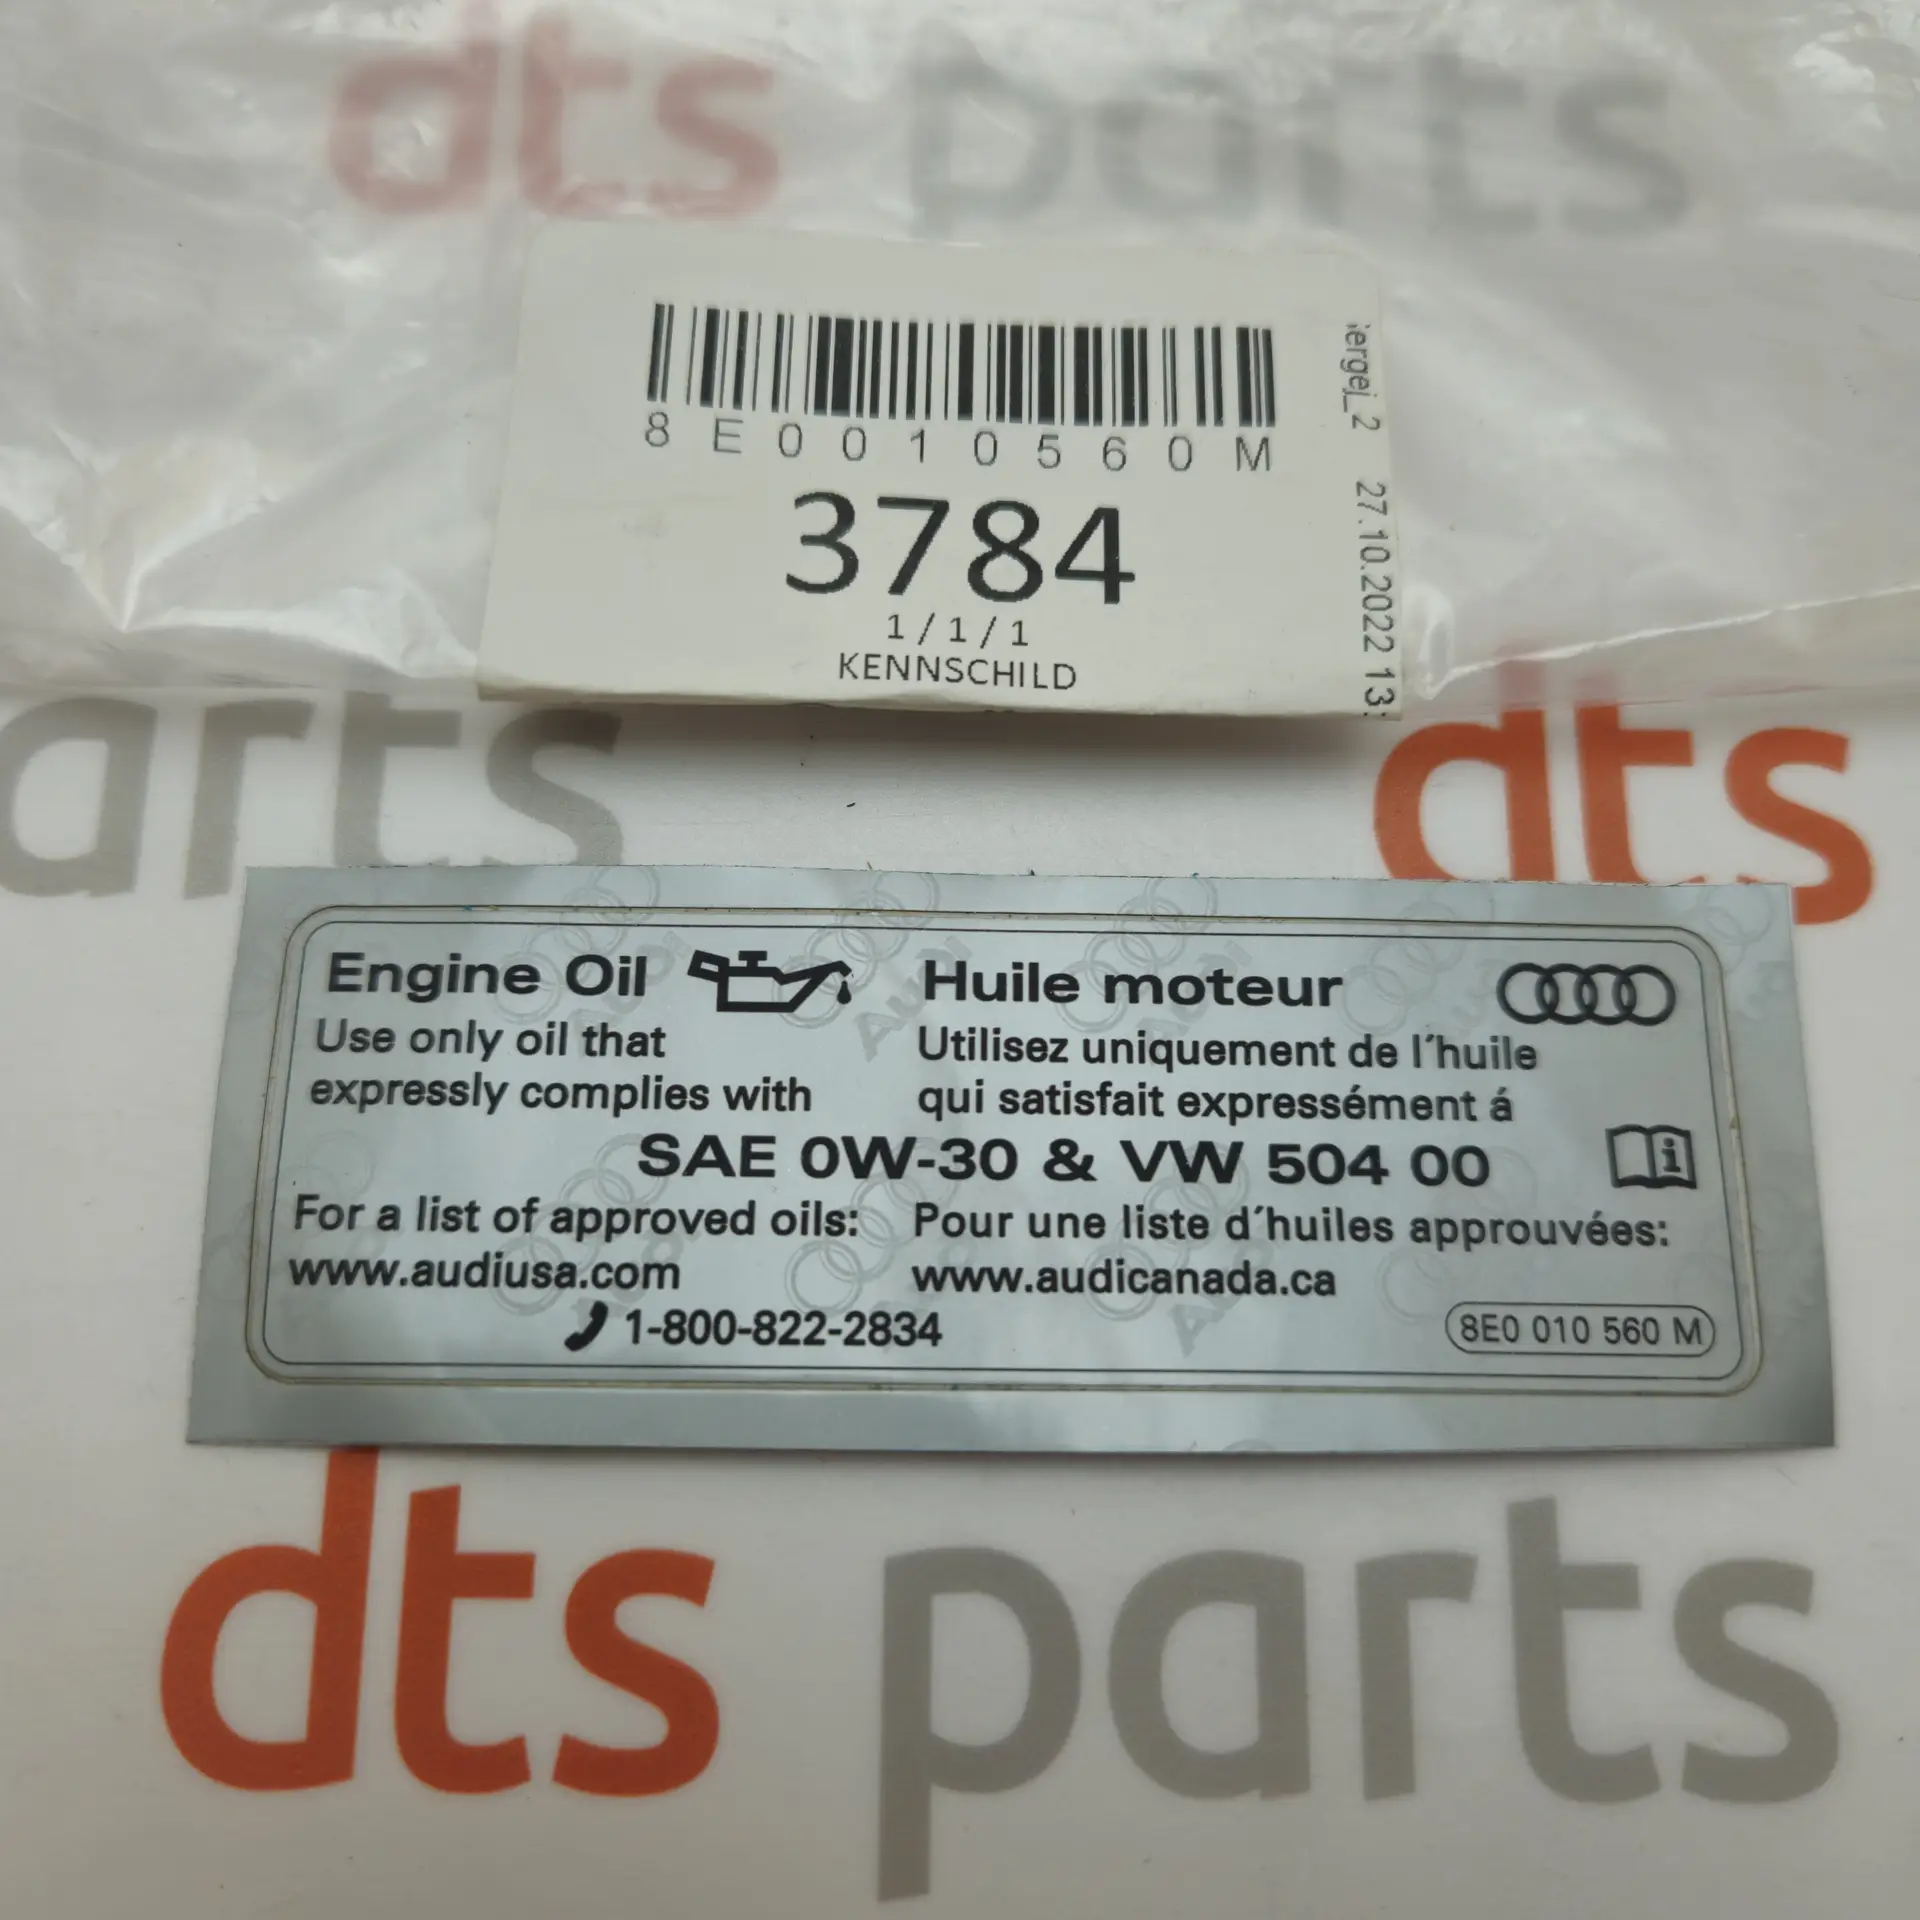 dts parts
8E0010560M
3784
1/1/1
KENNSCHILD
27.10.2022 13:
arts
dts
Engine Oil
Huile moteur
Use only oil that
expressly complies with
Utilisez uniquement de l'huile
qui satisfait expressément á
SAE 0W-30 & VW 504 00
i
For a list of approved oils:
www.audiusa.com
Pour une liste d'huiles approuvées:
www.audicanada.ca
1-800-822-2834
8E0 010 560 M
dts parts